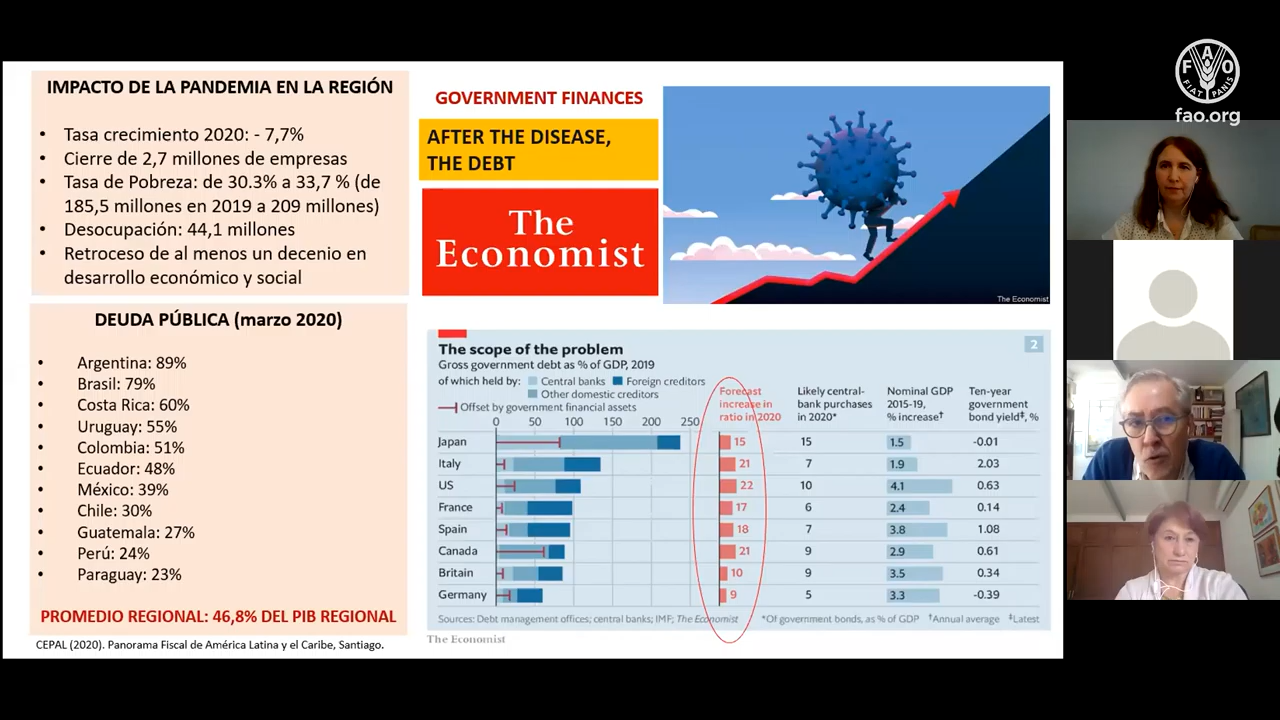 IMPACTO DE LA PANDEMIA EN LA REGIÓN
• Tasa crecimiento 2020: - 7,7%
• Cierre de 2,7 millones de empresas
• Tasa de Pobreza: de 30.3% a 33,7 % (de
185,5 millones en 2019 a 209 millones)
• Desocupación: 44,1 millones
• Retroceso de al menos un decenio en
desarrollo económico y social
DEUDA PÚBLICA (marzo 2020)
• Argentina: 89%
• Brasil: 79%
• Costa Rica: 60%
• Uruguay: 55%
• Colombia: 51%
• Ecuador: 48%
• México: 39%
• Chile: 30%
• Guatemala: 27%
• Perú: 24%
• Paraguay: 23%
PROMEDIO REGIONAL: 46,8% DEL PIB REGIONAL
CEPAL (2020). Panorama Fiscal de América Latina y el Caribe, Santiago.
GOVERNMENT FINANCES
AFTER THE DISEASE,
THE DEBT
The
Economist
The Economist
The scope of the problem
2
Gross government debt as % of GDP, 2019
of which held by: Central banks Foreign creditors
Other domestic creditors
Offset by government financial assets
0 50 100 150 200 250
Forecast
increase in
ratio in 2020
Likely central-
bank purchases
in 2020*
Nominal GDP
2015-19,
% increase†
Ten-year
government
bond yield‡, %
Japan 15 15 1.5 -0.01
Italy 21 7 1.9 2.03
US 22 10 4.1 0.63
France 17 6 2.4 0.14
Spain 18 7 3.8 1.08
Canada 21 9 2.9 0.61
Britain 10 9 3.5 0.34
Germany 9 5 3.3 -0.39
Sources: Debt management offices; central banks; IMF; The Economist *Of government bonds, as % of GDP †Annual average ‡Latest
The Economist
F A O
FIAT PANIS
fao.org